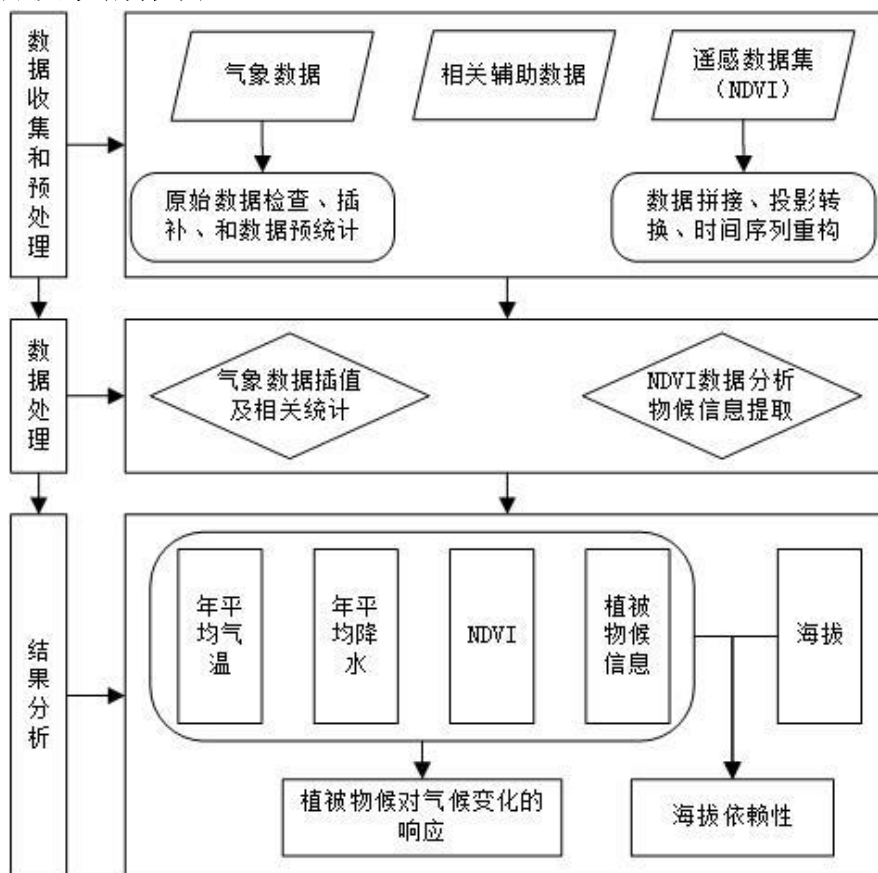 数
据
收
集
和
预
处
理
气象数据
相关辅助数据
遥感数据集
（NDVI）
原始数据检查、插
补、和数据预统计
数据拼接、投影转
换、时间序列重构
数
据
处
理
气象数据插值
及相关统计
NDVI数据分析
物候信息提取
结
果
分
析
年平
均气
温
年平
均降
水
NDVI
植被
物候
信息
海拔
植被物候对气候变化的
响应
海拔依赖性